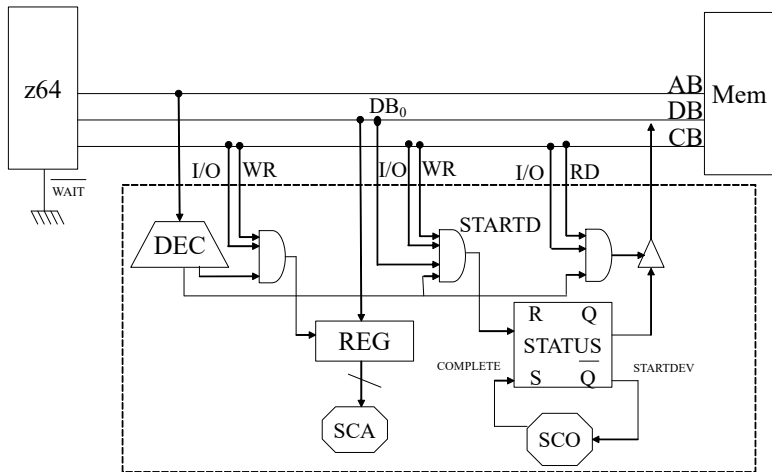 z64
Mem
AB
DB
CB
DB0
WAIT
I/O WR
I/O WR
I/O RD
STARTD
DEC
REG
SCA
R Q
STATUS
S Q
COMPLETE
STARTDEV
SCO